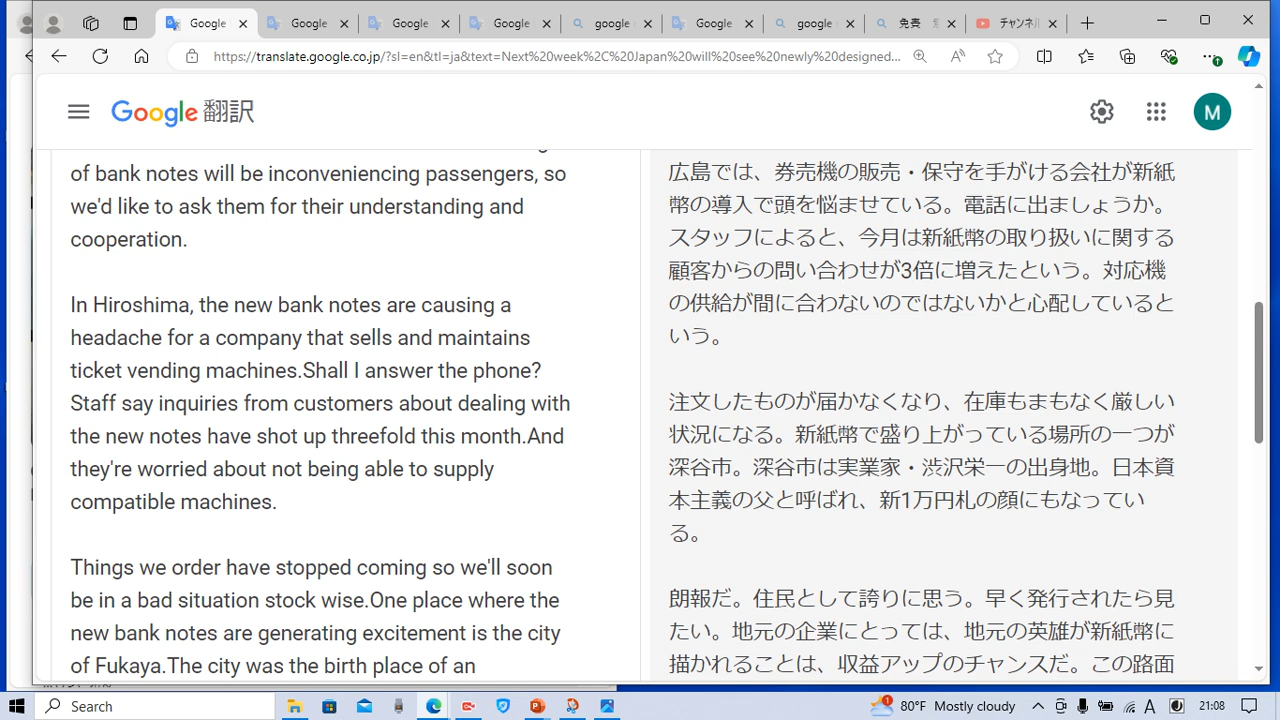 Google
Google
Google
Google
google
Google
google
免責
チャンネル
https://translate.google.co.jp/?sl=en&tl=ja&text=Next%20week%2C%20Japan%20will%20see%20newly%20designed...
Google 翻訳
M
of bank notes will be inconveniencing passengers, so
we'd like to ask them for their understanding and
cooperation.
In Hiroshima, the new bank notes are causing a
headache for a company that sells and maintains
ticket vending machines.Shall I answer the phone?
Staff say inquiries from customers about dealing with
the new notes have shot up threefold this month.And
they're worried about not being able to supply
compatible machines.
Things we order have stopped coming so we'll soon
be in a bad situation stock wise.One place where the
new bank notes are generating excitement is the city
of Fukaya.The city was the birth place of an
広島では、券売機の販売・保守を手がける会社が新紙
幣の導入で頭を悩ませている。電話に出ましょうか。
スタッフによると、今月は新紙幣の取り扱いに関する
顧客からの問い合わせが3倍に増えたという。対応機
の供給が間に合わないのではないかと心配していると
いう。
注文したものが届かなくなり、在庫もまもなく厳しい
状況になる。新紙幣で盛り上がっている場所の一つが
深谷市。深谷市は実業家・渋沢栄一の出身地。日本資
本主義の父と呼ばれ、新1万円札の顔にもなってい
る。
朗報だ。住民として誇りに思う。早く発行されたら見
たい。地元の企業にとっては、地元の英雄が新紙幣に
描かれることは、収益アップのチャンスだ。この路面
Search
1
80°F Mostly cloudy
A
21:08